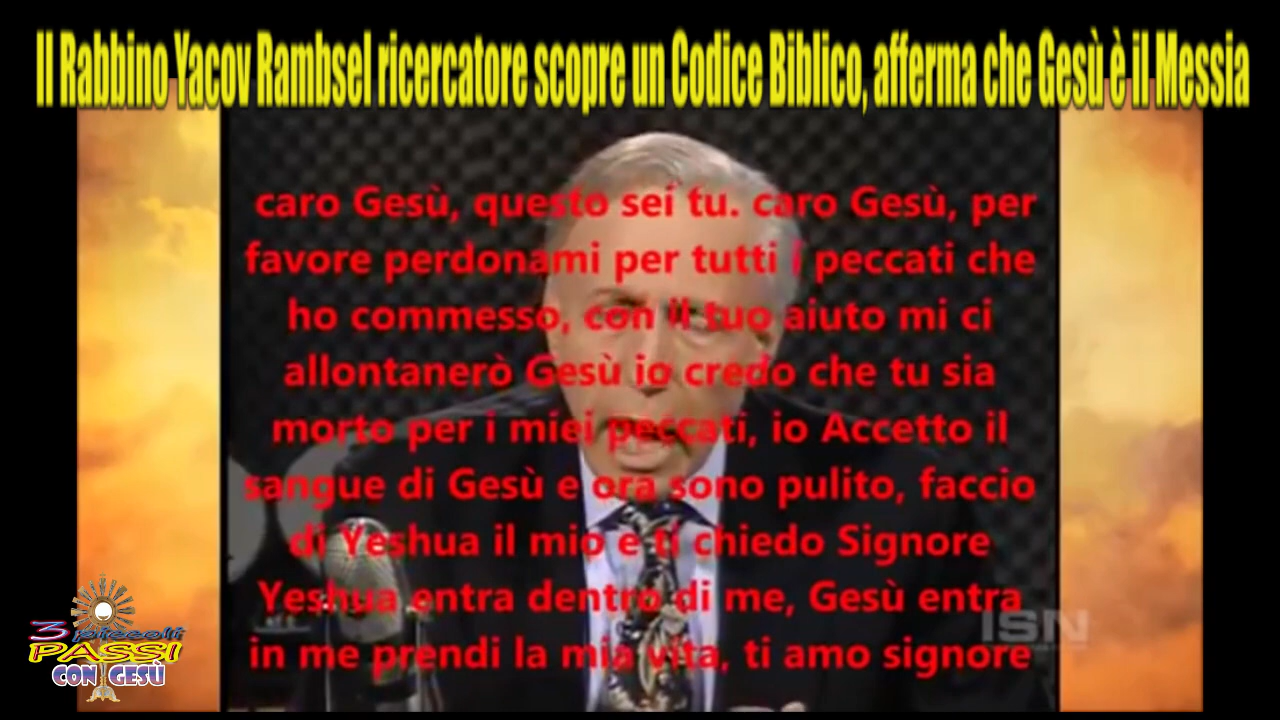 Il Rabbino Yacov Rambsel ricercatore scopre un Codice Biblico, afferma che Gesù è il Messia
caro Gesù, questo sei tu. caro Gesù, per
favore perdonami per tutti i peccati che
ho commesso, con il tuo aiuto mi ci
allontanerò Gesù io credo che tu sia
morto per i miei peccati, io Accetto il
sangue di Gesù e ora sono pulito, faccio
di Yeshua il mio e ti chiedo Signore
Yeshua entra dentro di me, Gesù entra
in me prendi la mia vita, ti amo signore
ISN
3 piccoli
PASSI
CON GESÙ